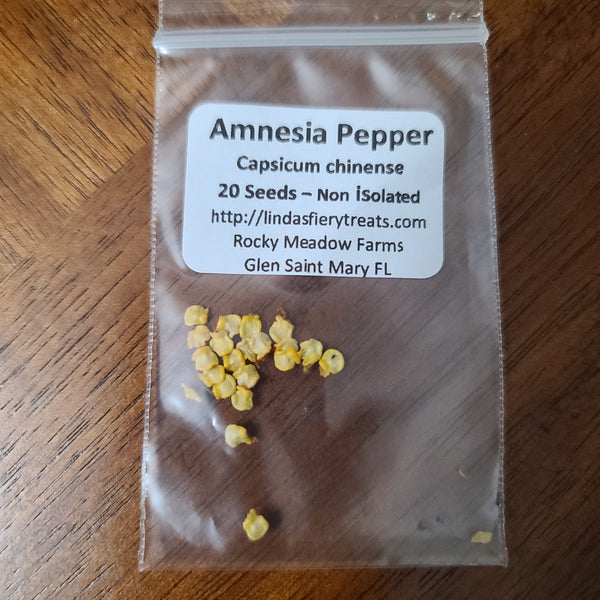 Amnesia Pepper
Capsicum chinense
20 Seeds – Non iSolated
http://lindasfierytreats.com
Rocky Meadow Farms
Glen Saint Mary FL